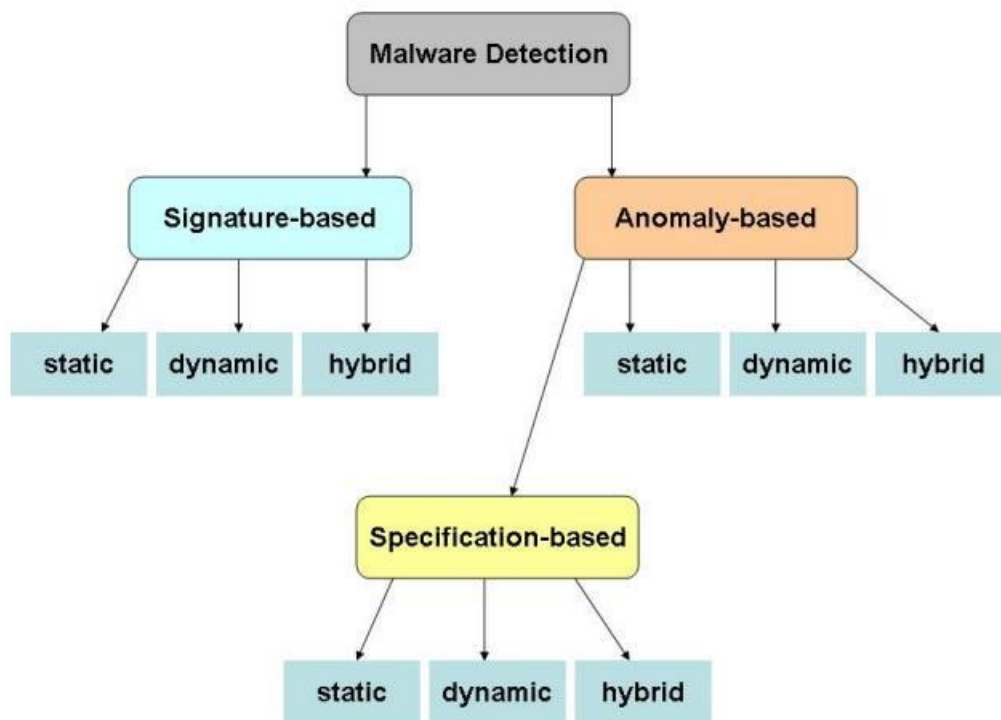 Malware Detection
Signature-based
Anomaly-based
static
dynamic
hybrid
static
dynamic
hybrid
Specification-based
static
dynamic
hybrid